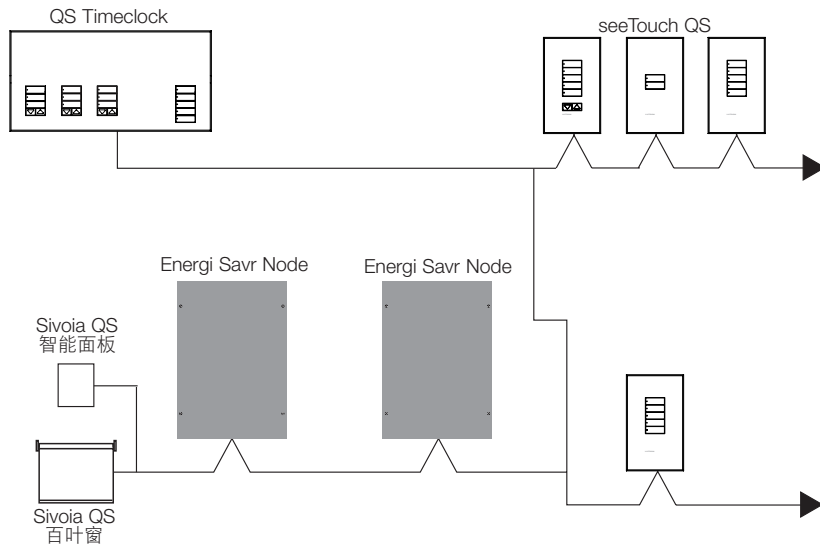 QS Timeclock
seeTouch QS
Energi Savr Node
Energi Savr Node
Sivoia QS
智能面板
Sivoia QS
百叶窗